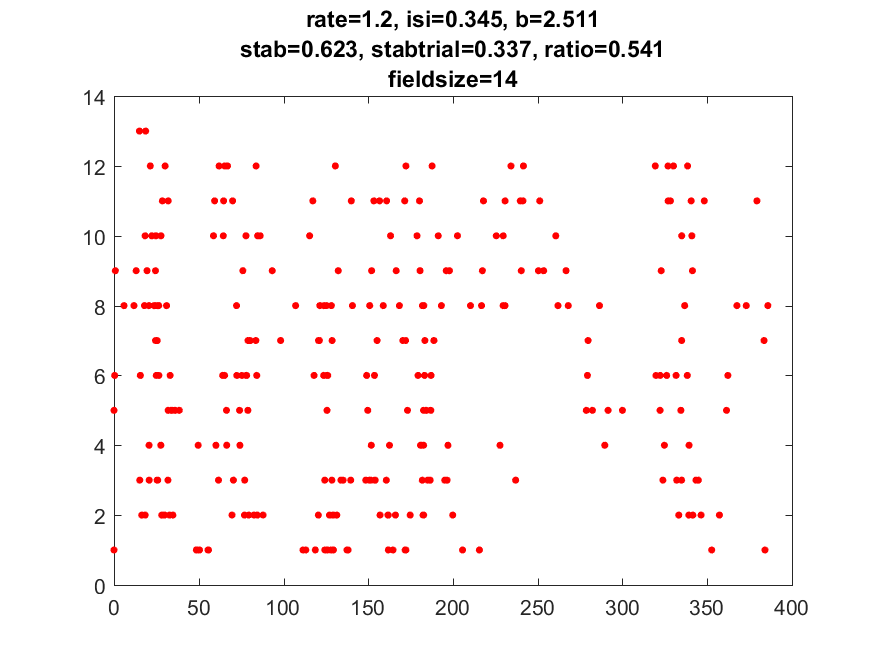 rate=1.2, isi=0.345, b=2.511
stab=0.623, stabtrial=0.337, ratio=0.541
fieldsize=14
14
12
10
8
6
4
2
0
0 50 100 150 200 250 300 350 400